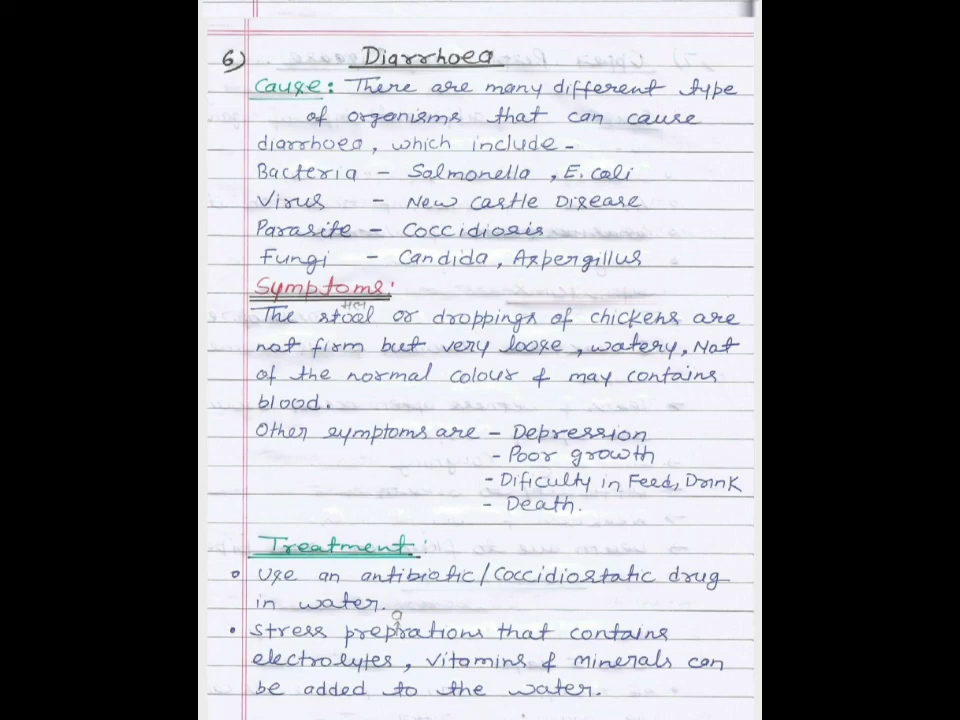 6) Diarrhoea
Cause: There are many different type
of organisms that can cause
diarrhoea, which include -
Bacteria - Salmonella, E. coli
Virus - New Castle Disease
Parasite - Coccidiosis
Fungi - Candida, Aspergillus
Symptoms:
मल
The stool or droppings of chickens are
not firm but very loose, watery, Not
of the normal colour & may contains
blood.
Other symptoms are - Depression
- Poor growth
- Dificulty in Feed, Drink
- Death.
Treatment:
• Use an antibiotic/Coccidiostatic drug
in water.
a
• Stress preprations that contains
electrolytes, vitamins & minerals can
be added to the water.